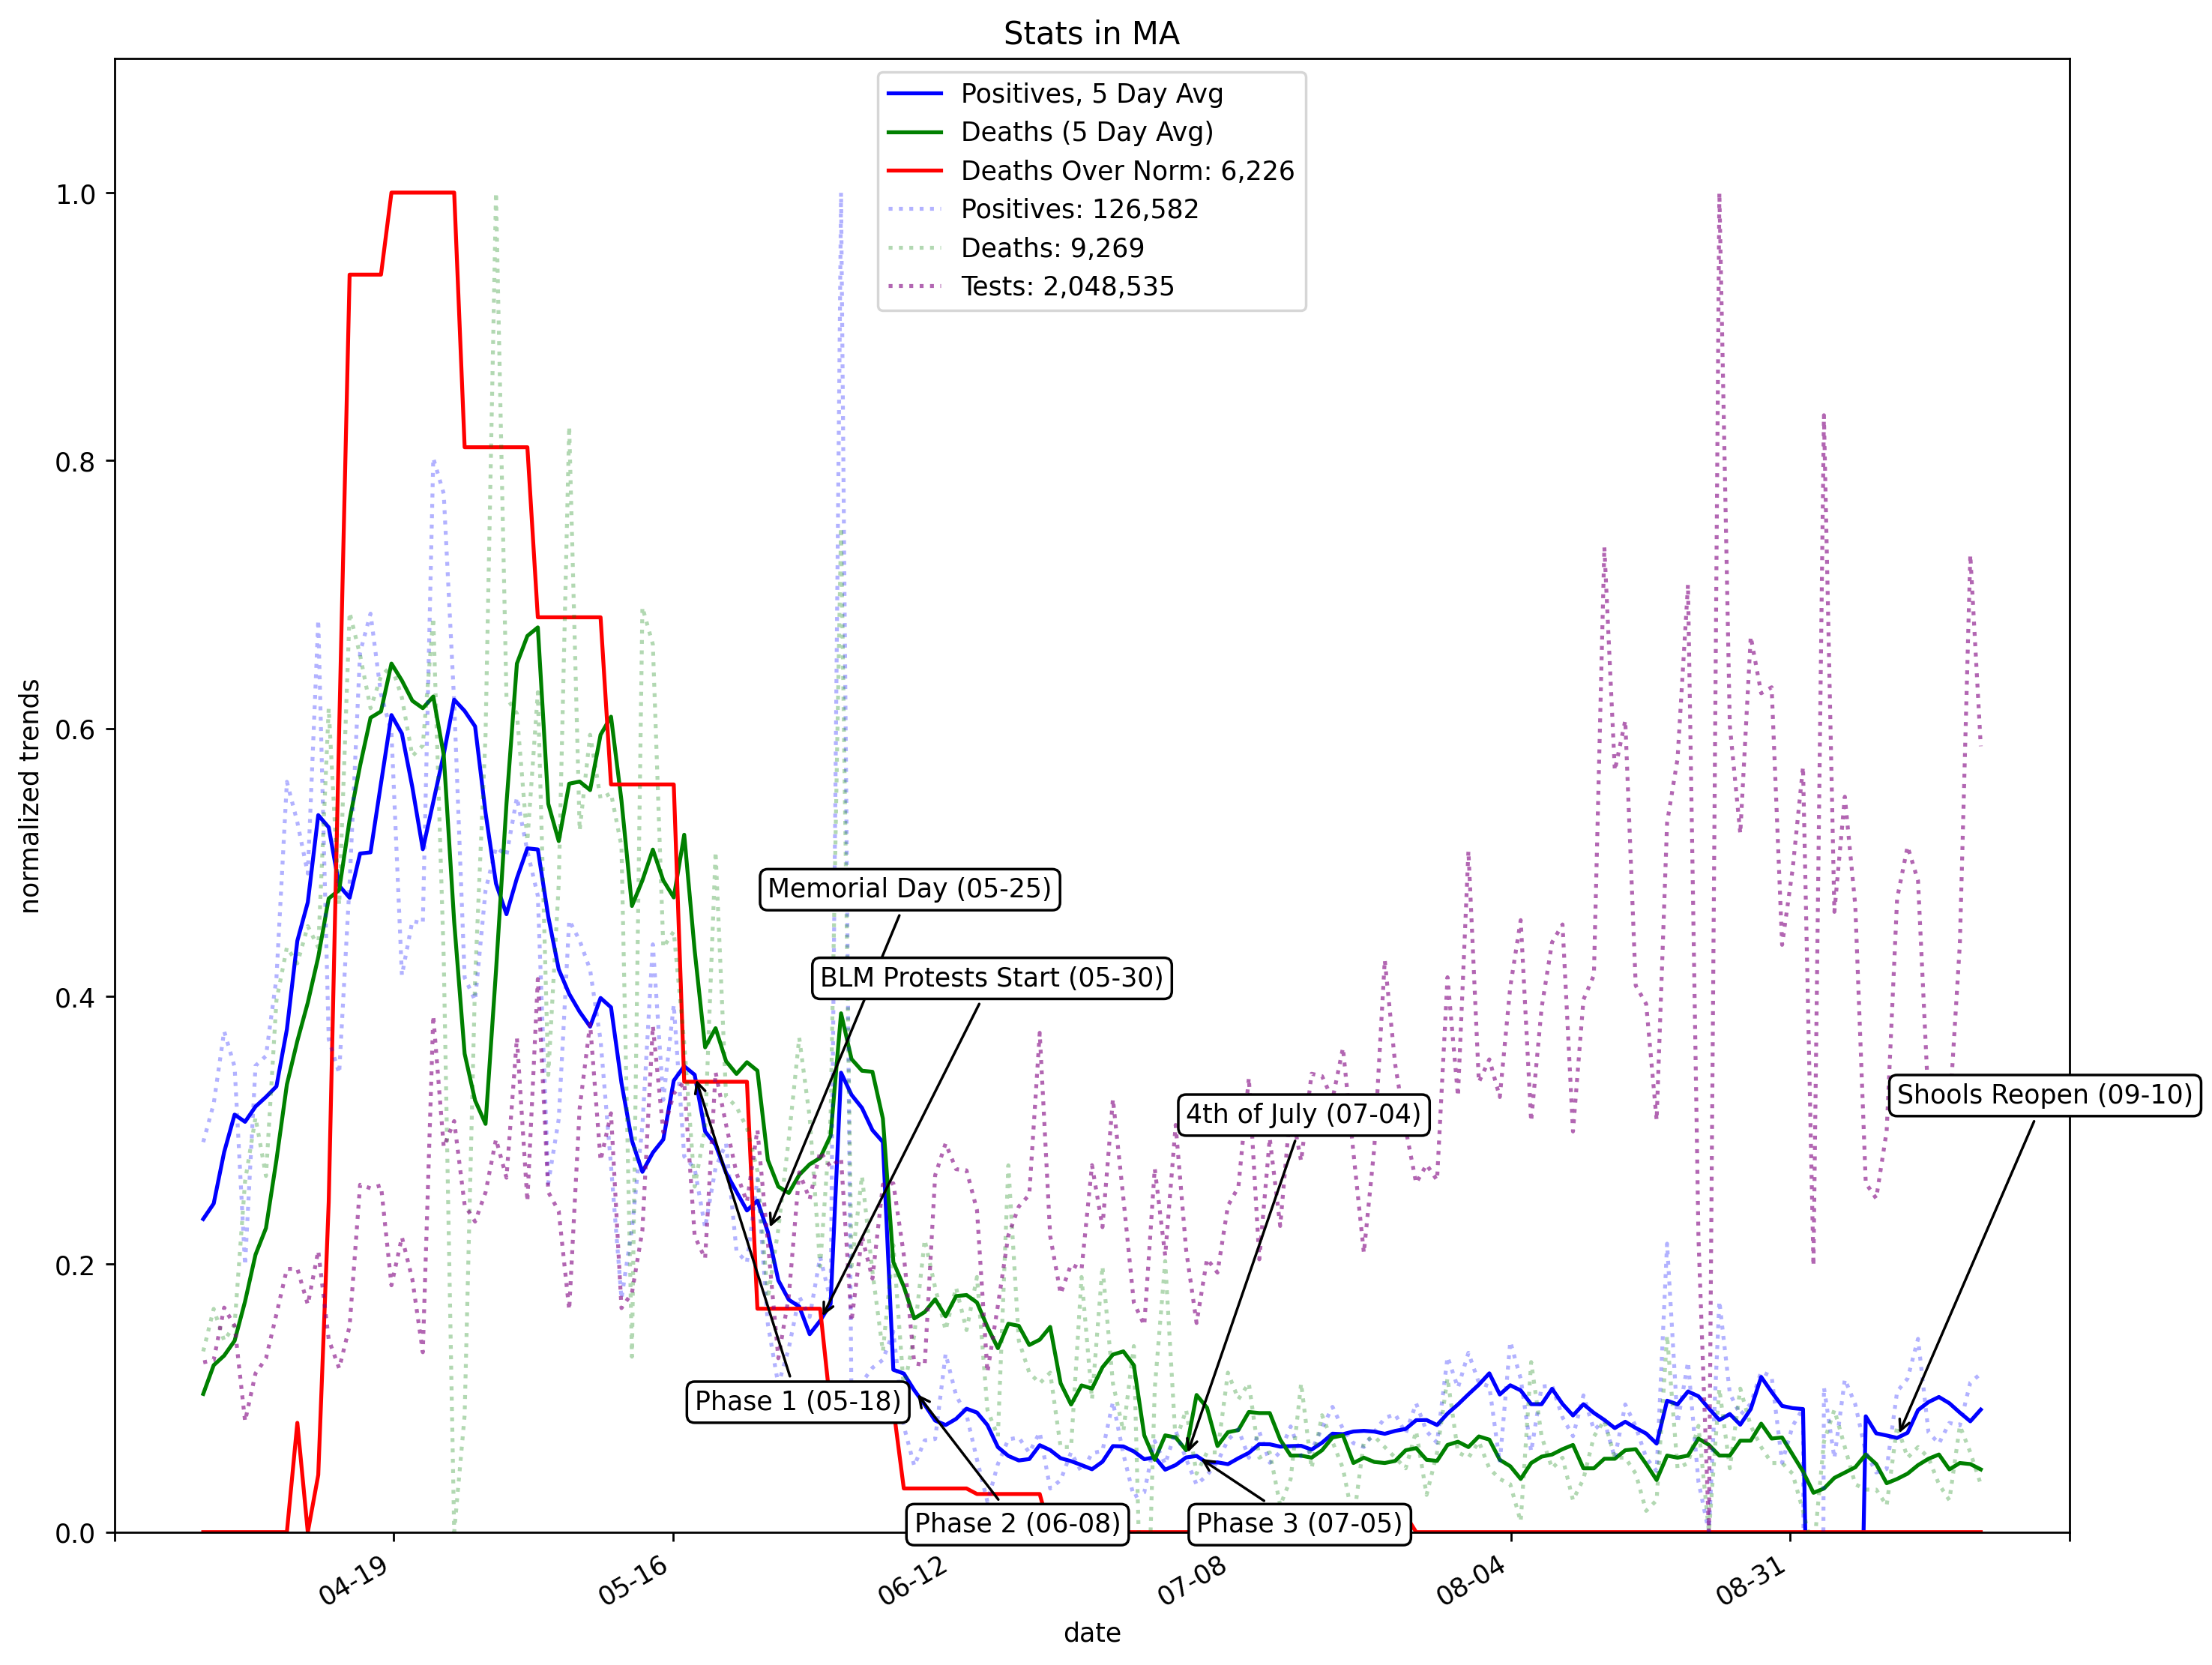 Stats in MA
Positives, 5 Day Avg
Deaths (5 Day Avg)
Deaths Over Norm: 6,226
Positives: 126,582
Deaths: 9,269
Tests: 2,048,535
1.0
0.8
0.6
0.4
0.2
0.0
normalized trends
Memorial Day (05-25)
BLM Protests Start (05-30)
4th of July (07-04)
Shools Reopen (09-10)
Phase 1 (05-18)
Phase 2 (06-08)
Phase 3 (07-05)
04-19
05-16
06-12
07-08
08-04
08-31
date